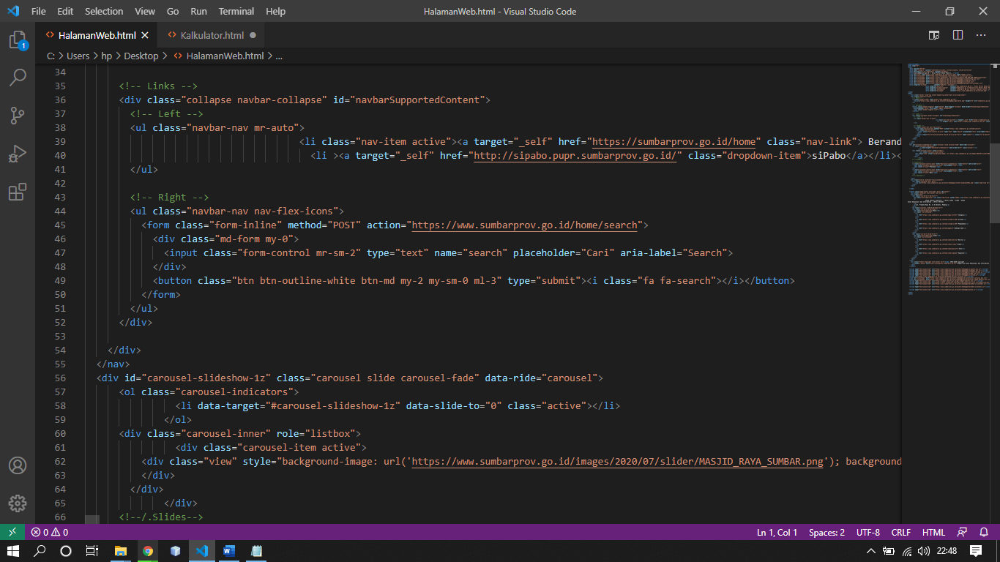 File Edit Selection View Go Run Terminal Help HalamanWeb.html - Visual Studio Code
HalamanWeb.html Kalkulator.html
C: > Users > hp > Desktop > HalamanWeb.html > ...
1
34
35 <!-- Links -->
36 <div class="collapse navbar-collapse" id="navbarSupportedContent">
37 <!-- Left -->
38 <ul class="navbar-nav mr-auto">
39 <li class="nav-item active"><a target="_self" href="https://sumbarprov.go.id/home" class="nav-link"> Berand
40 <li ><a target="_self" href="http://sipabo.pupr.sumbarprov.go.id/" class="dropdown-item">siPabo</a></li><
41 </ul>
42
43 <!-- Right -->
44 <ul class="navbar-nav nav-flex-icons">
45 <form class="form-inline" method="POST" action="https://www.sumbarprov.go.id/home/search">
46 <div class="md-form my-0">
47 <input class="form-control mr-sm-2" type="text" name="search" placeholder="Cari" aria-label="Search">
48 </div>
49 <button class="btn btn-outline-white btn-md my-2 my-sm-0 ml-3" type="submit"><i class="fa fa-search"></i></button>
50 </form>
51 </ul>
52 </div>
53
54 </div>
55 </nav>
56 <div id="carousel-slideshow-1z" class="carousel slide carousel-fade" data-ride="carousel">
57 <ol class="carousel-indicators">
58 <li data-target="#carousel-slideshow-1z" data-slide-to="0" class="active"></li>
59 </ol>
60 <div class="carousel-inner" role="listbox">
61 <div class="carousel-item active">
62 <div class="view" style="background-image: url('https://www.sumbarprov.go.id/images/2020/07/slider/MASJID_RAYA_SUMBAR.png'); background
63 </div>
64 </div>
65 </div>
66 <!--/.Slides-->
0 0 Ln 1, Col 1 Spaces: 2 UTF-8 CRLF HTML
22:48